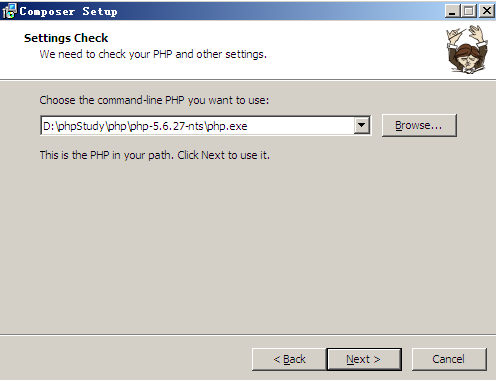 Composer Setup
Settings Check
We need to check your PHP and other settings.
Choose the command-line PHP you want to use:
D:\phpStudy\php\php-5.6.27-nts\php.exe
Browse...
This is the PHP in your path. Click Next to use it.
< Back
Next >
Cancel